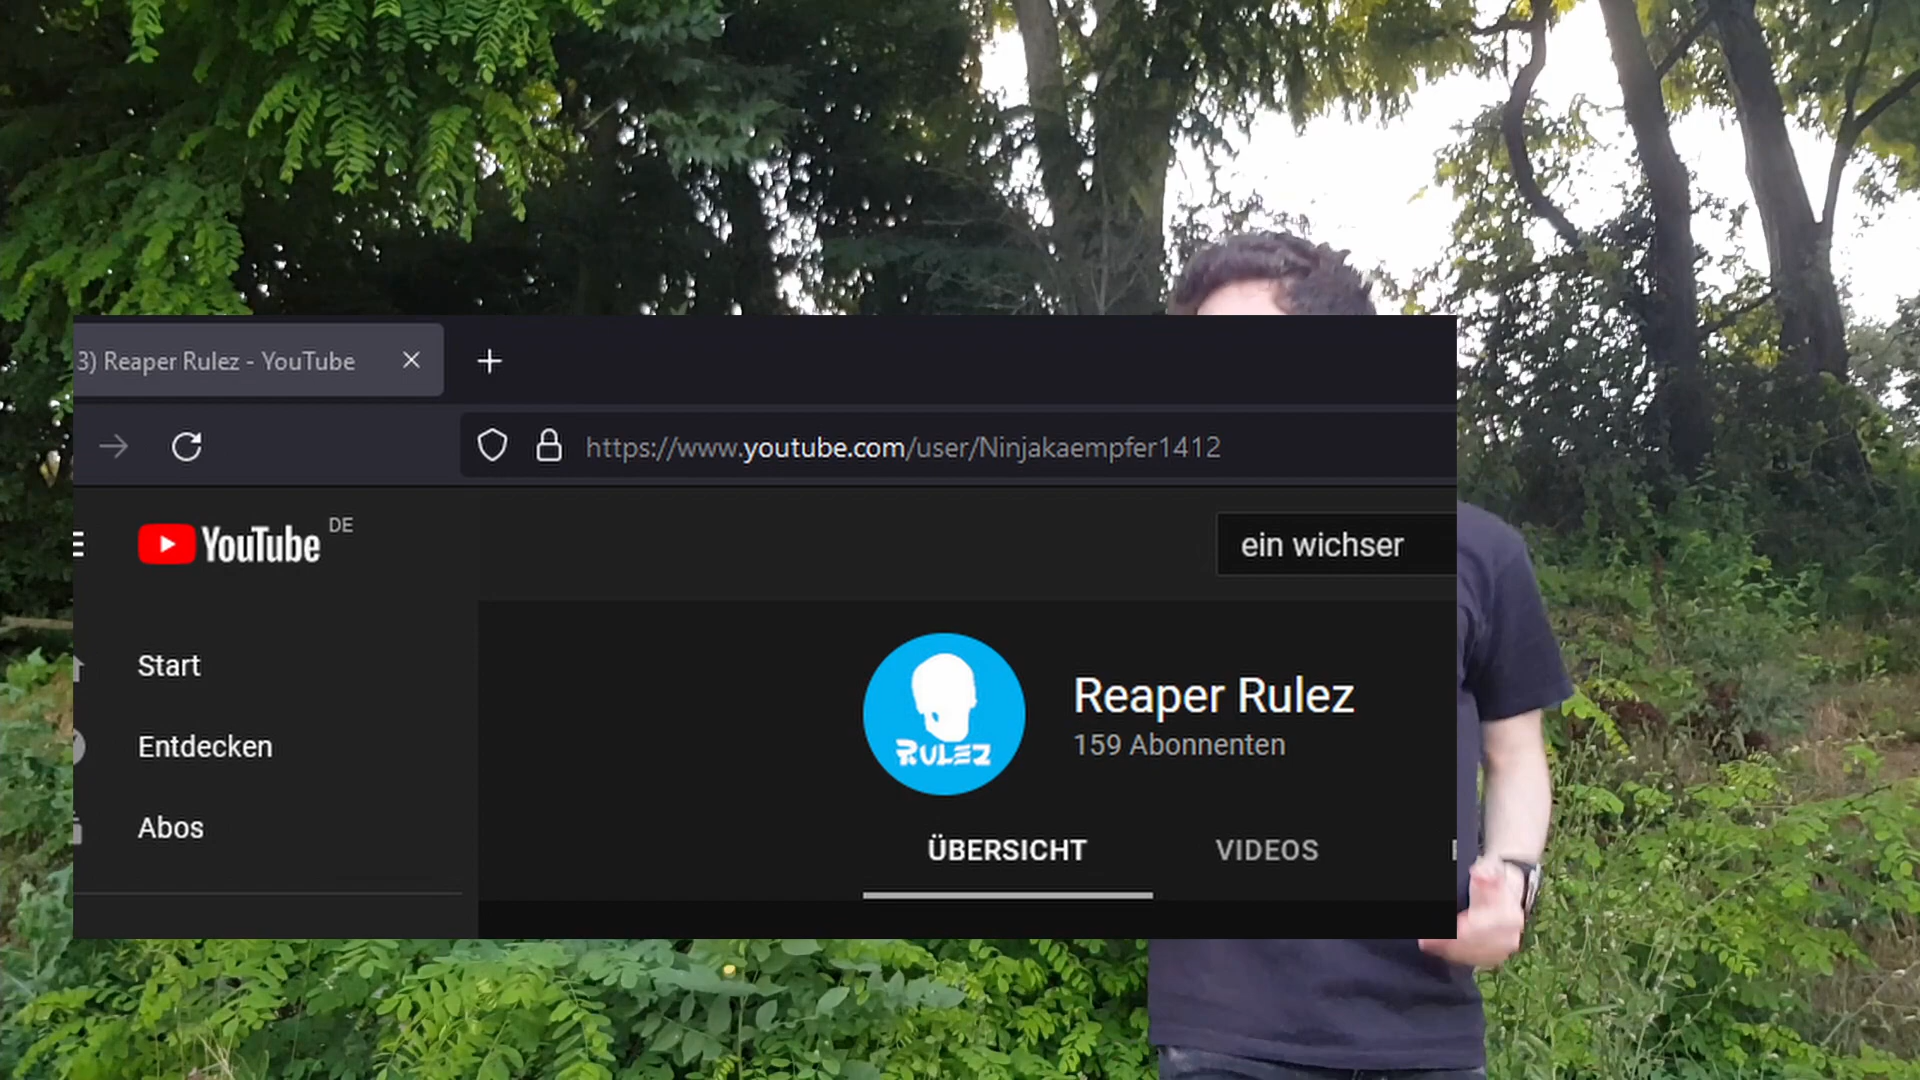 3) Reaper Rulez - YouTube
https://www.youtube.com/user/Ninjakaempfer1412
YouTube DE
ein wichser
Start
Entdecken
Abos
RULEZ
Reaper Rulez
159 Abonnenten
ÜBERSICHT
VIDEOS